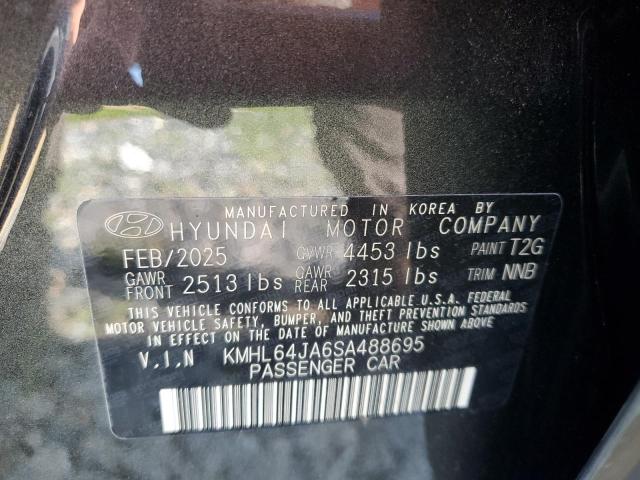 MANUFACTURED IN KOREA BY
HYUNDAI MOTOR COMPANY
FEB/2025 GVWR 4453 lbs PAINT T2G
GAWR FRONT 2513 lbs GAWR REAR 2315 lbs TRIM NNB
THIS VEHICLE CONFORMS TO ALL APPLICABLE U.S.A. FEDERAL
MOTOR VEHICLE SAFETY, BUMPER, AND THEFT PREVENTION STANDARDS
IN EFFECT ON THE DATE OF MANUFACTURE SHOWN ABOVE.
V.I.N KMHL64JA6SA488695
PASSENGER CAR